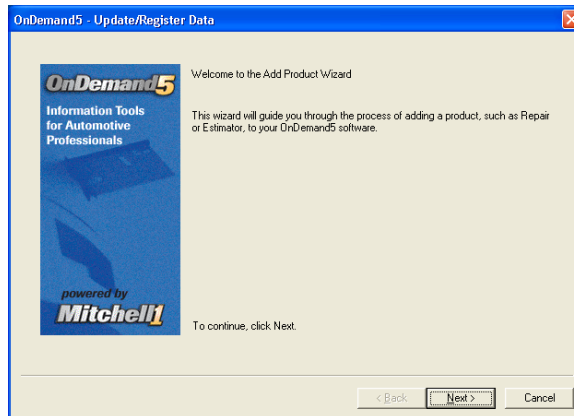 OnDemand5 - Update/Register Data
OnDemand5
Information Tools
for Automotive
Professionals
powered by
Mitchell1
Welcome to the Add Product Wizard
This wizard will guide you through the process of adding a product, such as Repair
or Estimator, to your OnDemand5 software.
To continue, click Next.
< Back
Next >
Cancel